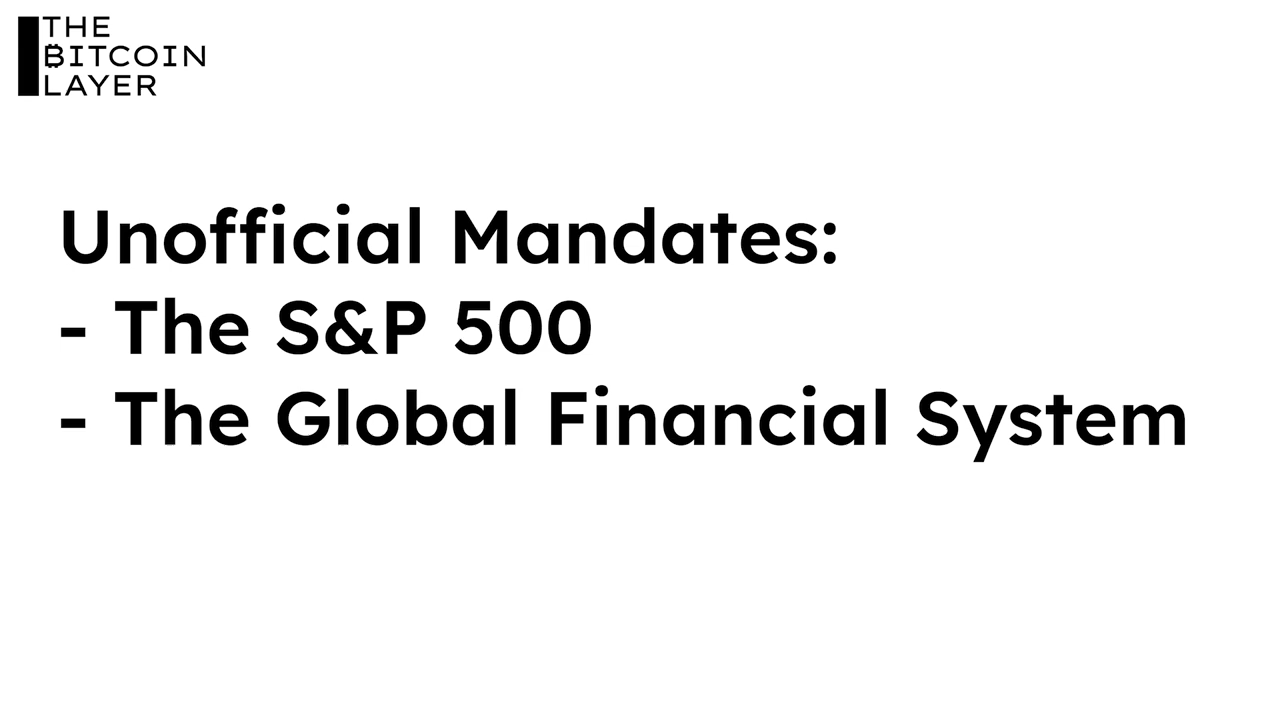 THE
BITCOIN
LAYER
Unofficial Mandates:
- The S&P 500
- The Global Financial System